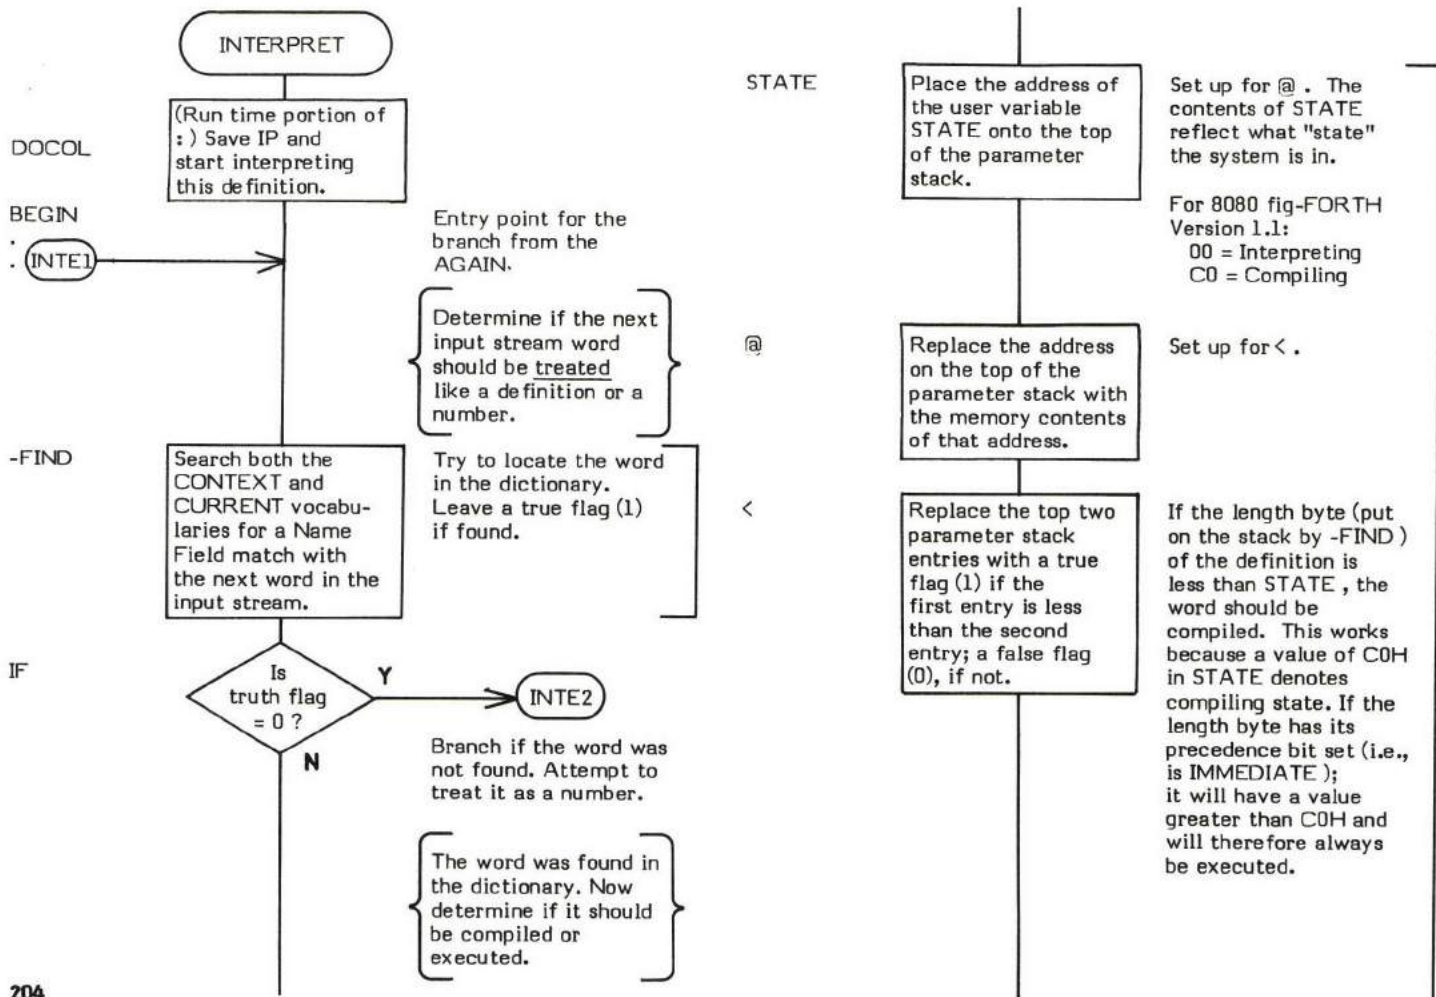 INTERPRET
DOCOL
(Run time portion of
: ) Save IP and
start interpreting
this definition.
BEGIN
:
INTE1
Entry point for the
branch from the
AGAIN.
Determine if the next
input stream word
should be treated
like a definition or a
number.
-FIND
Search both the
CONTEXT and
CURRENT vocabu-
laries for a Name
Field match with
the next word in the
input stream.
Try to locate the word
in the dictionary.
Leave a true flag (1)
if found.
IF
Is
truth flag
= 0 ?
Y
INTE2
N
Branch if the word was
not found. Attempt to
treat it as a number.
The word was found in
the dictionary. Now
determine if it should
be compiled or
executed.
204
STATE
Place the address of
the user variable
STATE onto the top
of the parameter
stack.
Set up for @ . The
contents of STATE
reflect what "state"
the system is in.
For 8080 fig-FORTH
Version 1.1:
00 = Interpreting
C0 = Compiling
@
Replace the address
on the top of the
parameter stack with
the memory contents
of that address.
Set up for < .
<
Replace the top two
parameter stack
entries with a true
flag (1) if the
first entry is less
than the second
entry; a false flag
(0), if not.
If the length byte (put
on the stack by -FIND )
of the definition is
less than STATE , the
word should be
compiled. This works
because a value of C0H
in STATE denotes
compiling state. If the
length byte has its
precedence bit set (i.e.,
is IMMEDIATE );
it will have a value
greater than C0H and
will therefore always
be executed.